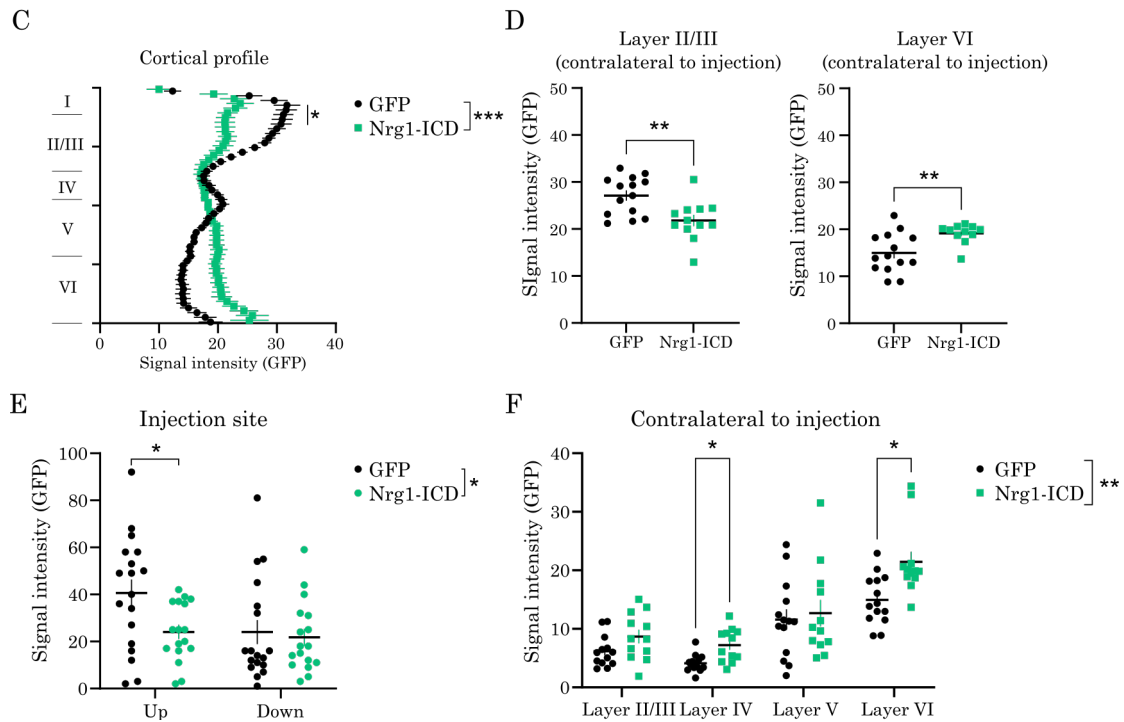 C
Cortical profile
I
II/III
IV
V
VI
*
GFP
Nrg1-ICD
***
0 10 20 30 40
Signal intensity (GFP)
D
Layer II/III
(contralateral to injection)
SIgnal intensity (GFP)
50
40
30
20
10
0
**
GFP Nrg1-ICD
Layer VI
(contralateral to injection)
Signal intensity (GFP)
50
40
30
20
10
0
**
GFP Nrg1-ICD
E
Injection site
Signal intensity (GFP)
100
80
60
40
20
0
*
Up Down
GFP
Nrg1-ICD
*
F
Contralateral to injection
Signal intensity (GFP)
40
30
20
10
0
* *
Layer II/III Layer IV Layer V Layer VI
GFP
Nrg1-ICD
**